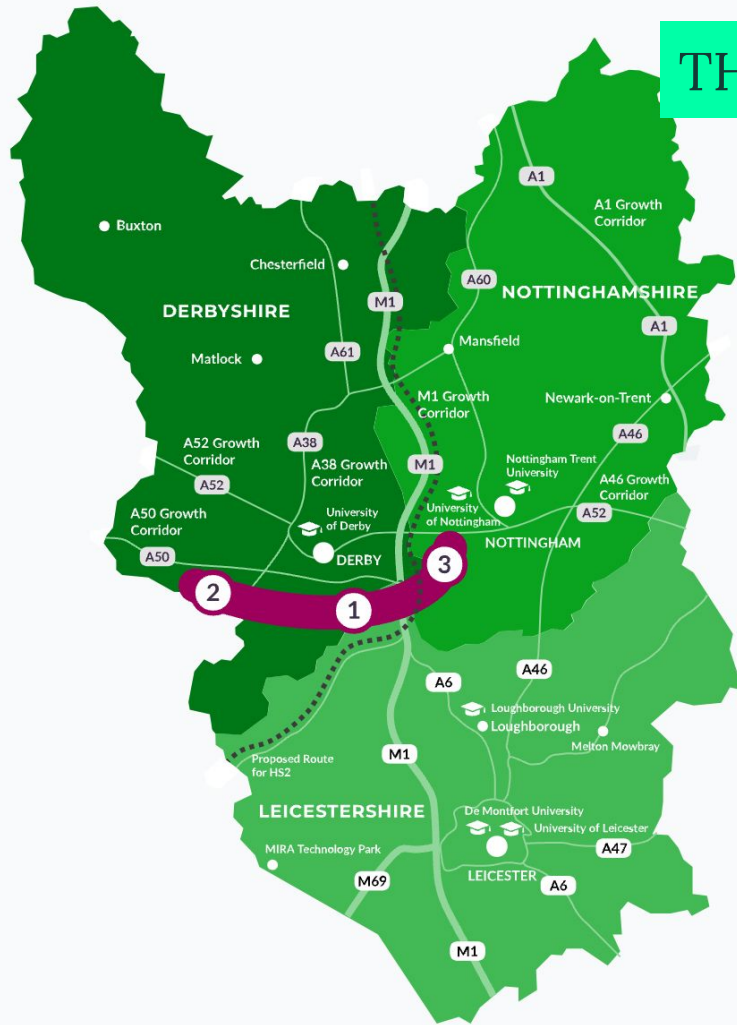 TH
A1
A1 Growth
Corridor
Buxton
Chesterfield
A60
M1
NOTTINGHAMSHIRE
DERBYSHIRE
A1
Mansfield
Matlock
A61
M1 Growth
Corridor
Newark-on-Trent
A38
A46
A52 Growth
Corridor
A38 Growth
Corridor
M1
Nottingham Trent
University
A52
A46 Growth
Corridor
University
of Nottingham
A50 Growth
Corridor
University
of Derby
A52
NOTTINGHAM
A50
DERBY
3
2
1
A46
A6
Loughborough University
Loughborough
Melton Mowbray
M1
Proposed Route
for HS2
LEICESTERSHIRE
De Montfort University
University of Leicester
MIRA Technology Park
A47
LEICESTER
M69
A6
M1